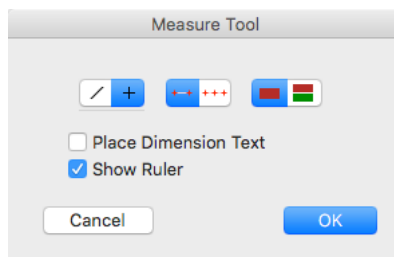 Measure Tool
Place Dimension Text
Show Ruler
Cancel
OK